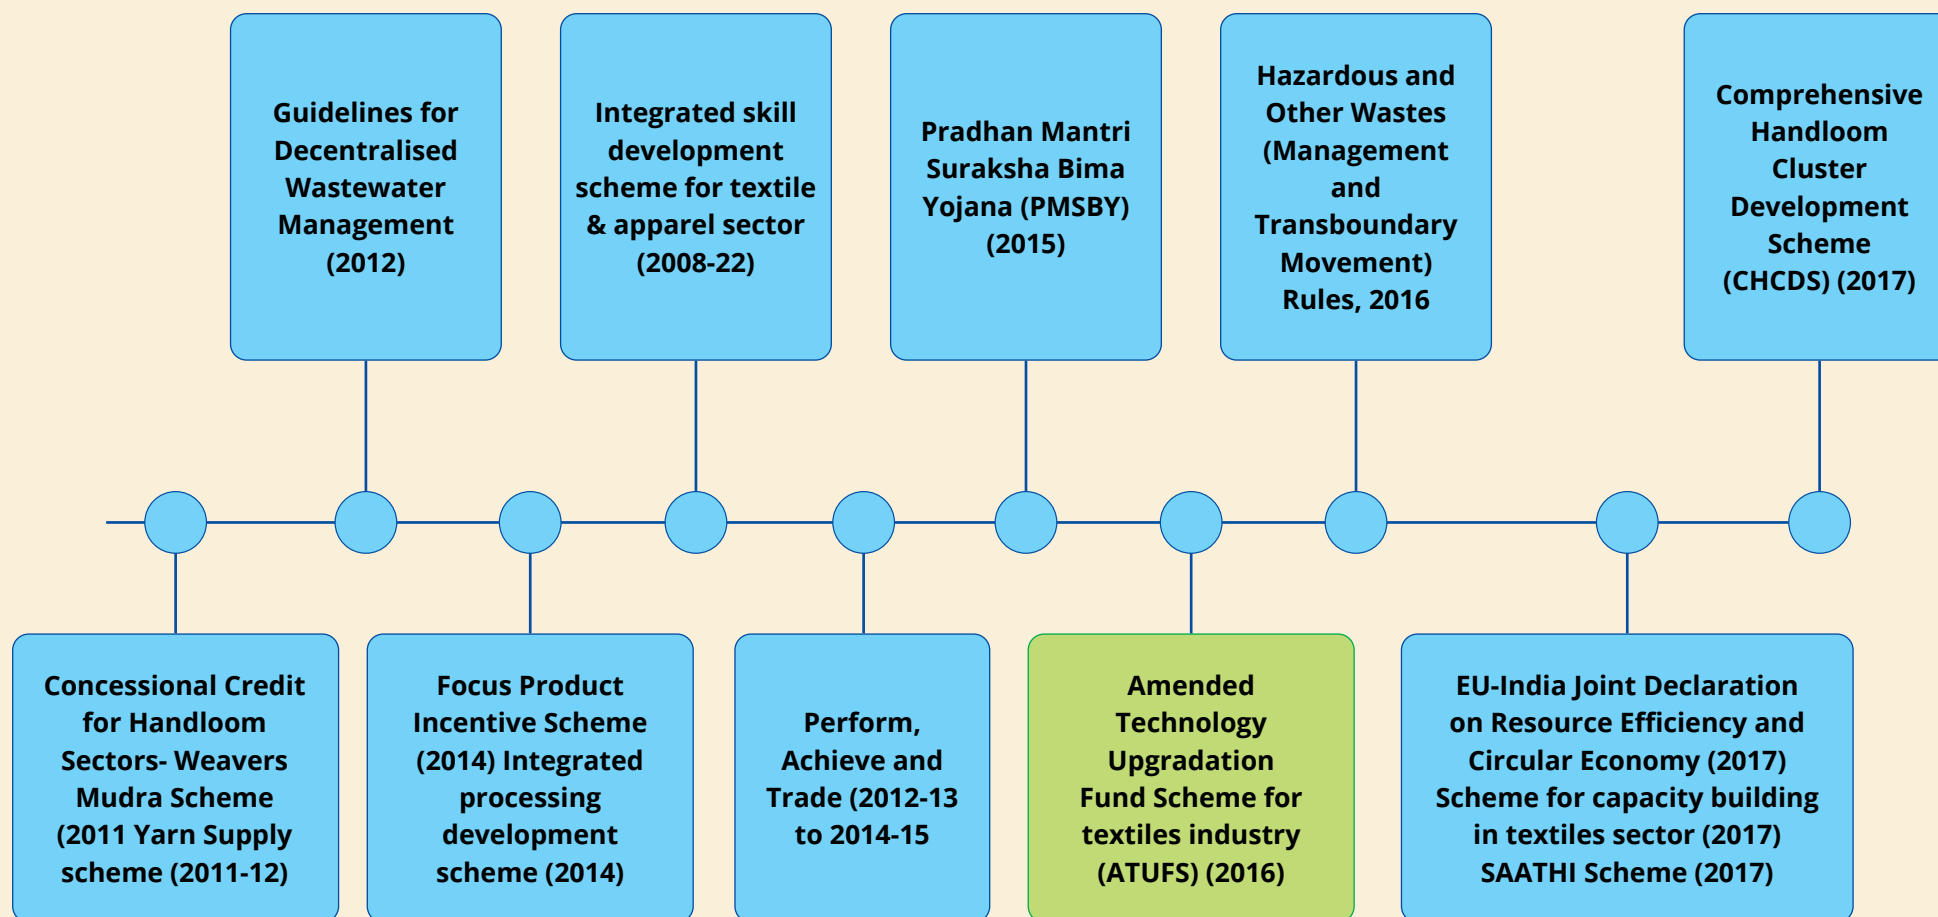 Guidelines for
Decentralised
Wastewater
Management
(2012)
Integrated skill
development
scheme for textile
& apparel sector
(2008-22)
Pradhan Mantri
Suraksha Bima
Yojana (PMSBY)
(2015)
Hazardous and
Other Wastes
(Management
and
Transboundary
Movement)
Rules, 2016
Comprehensive
Handloom
Cluster
Development
Scheme
(CHCDS) (2017)
Concessional Credit
for Handloom
Sectors- Weavers
Mudra Scheme
(2011 Yarn Supply
scheme (2011-12)
Focus Product
Incentive Scheme
(2014) Integrated
processing
development
scheme (2014)
Perform,
Achieve and
Trade (2012-13
to 2014-15
Amended
Technology
Upgradation
Fund Scheme for
textiles industry
(ATUFS) (2016)
EU-India Joint Declaration
on Resource Efficiency and
Circular Economy (2017)
Scheme for capacity building
in textiles sector (2017)
SAATHI Scheme (2017)